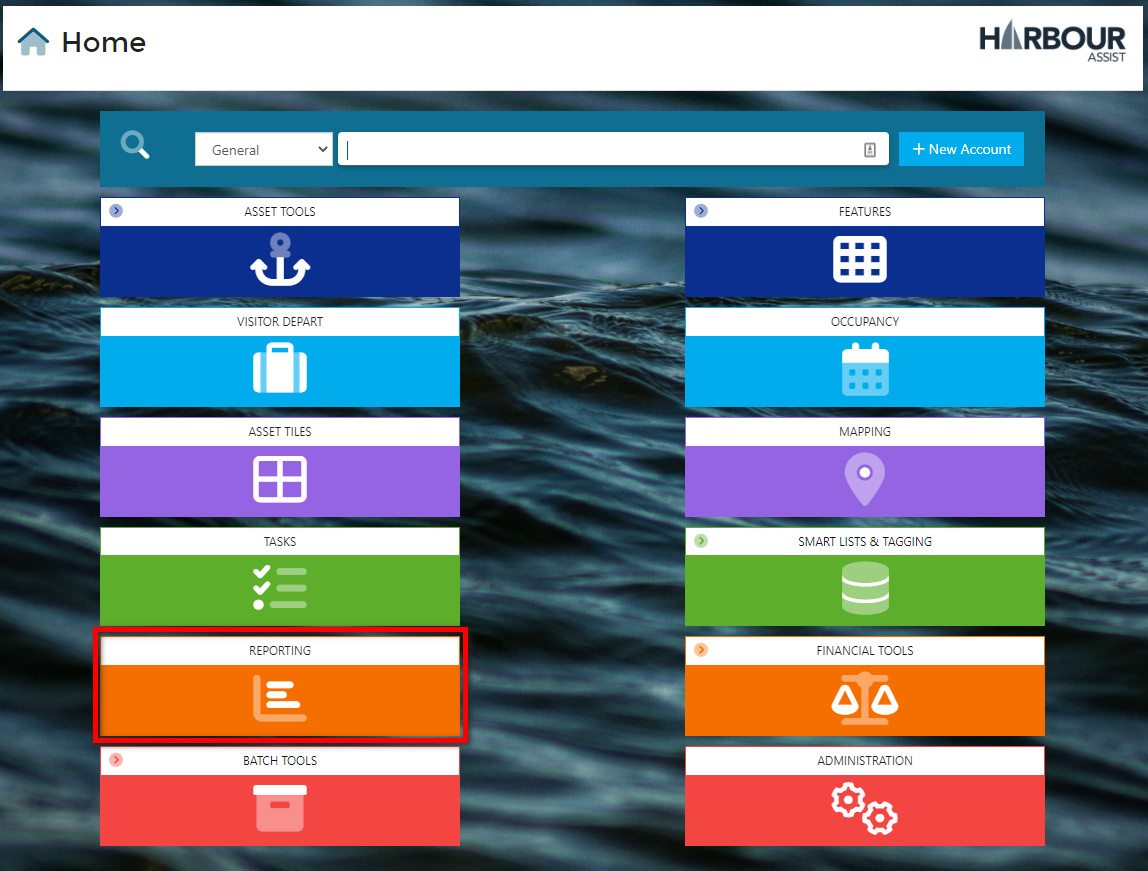 Home
HARBOUR
ASSIST
General
+ New Account
ASSET TOOLS
FEATURES
VISITOR DEPART
OCCUPANCY
ASSET TILES
MAPPING
TASKS
SMART LISTS & TAGGING
REPORTING
FINANCIAL TOOLS
BATCH TOOLS
ADMINISTRATION